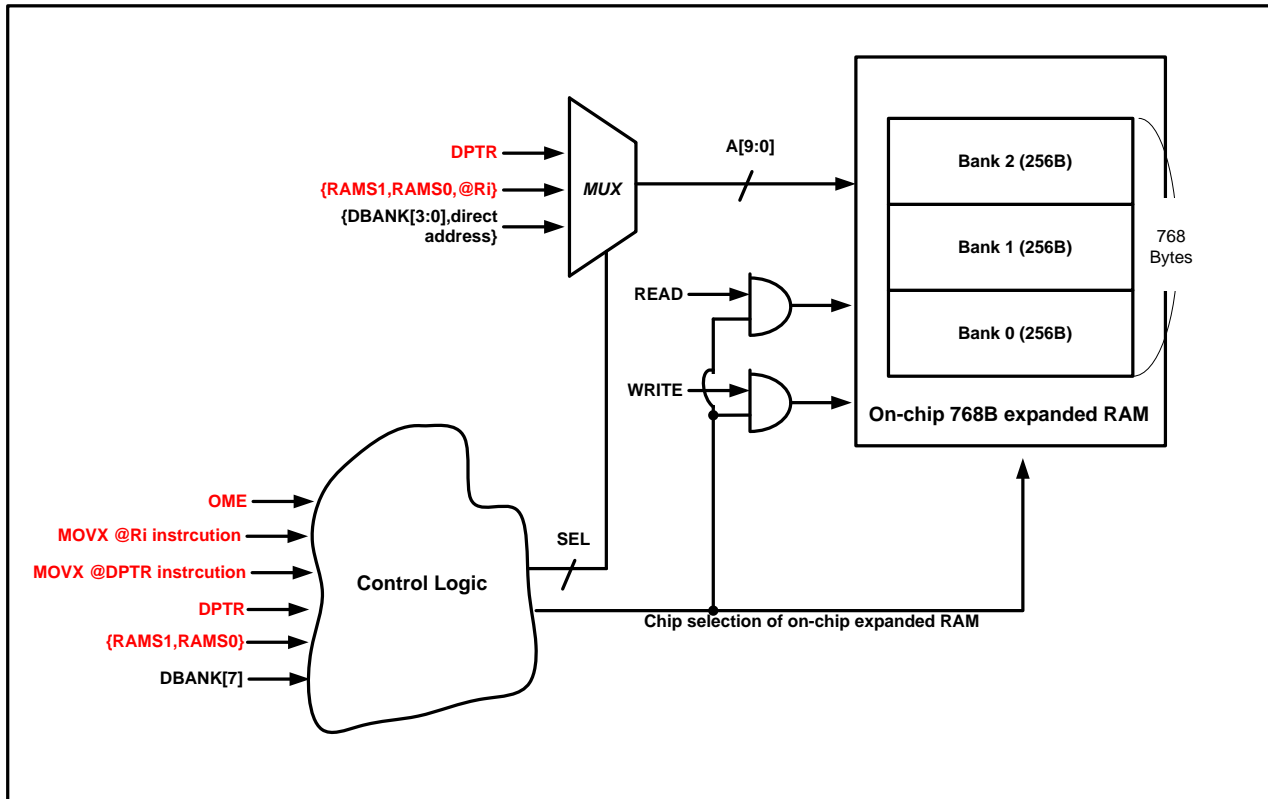 DPTR
{RAMS1,RAMS0,@Ri}
{DBANK[3:0],direct
address}
MUX
A[9:0]
Bank 2 (256B)
Bank 1 (256B)
Bank 0 (256B)
768
Bytes
READ
WRITE
On-chip 768B expanded RAM
OME
MOVX @Ri instrcution
MOVX @DPTR instrcution
DPTR
{RAMS1,RAMS0}
DBANK[7]
Control Logic
SEL
Chip selection of on-chip expanded RAM